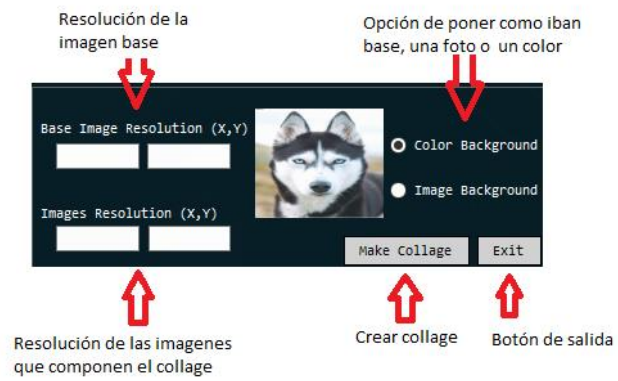 Resolución de la
imagen base
Opción de poner como iban
base, una foto o un color
Base Image Resolution (X,Y)
Color Background
Image Background
Images Resolution (X,Y)
Make Collage
Exit
Resolución de las imagenes
que componen el collage
Crear collage
Botón de salida